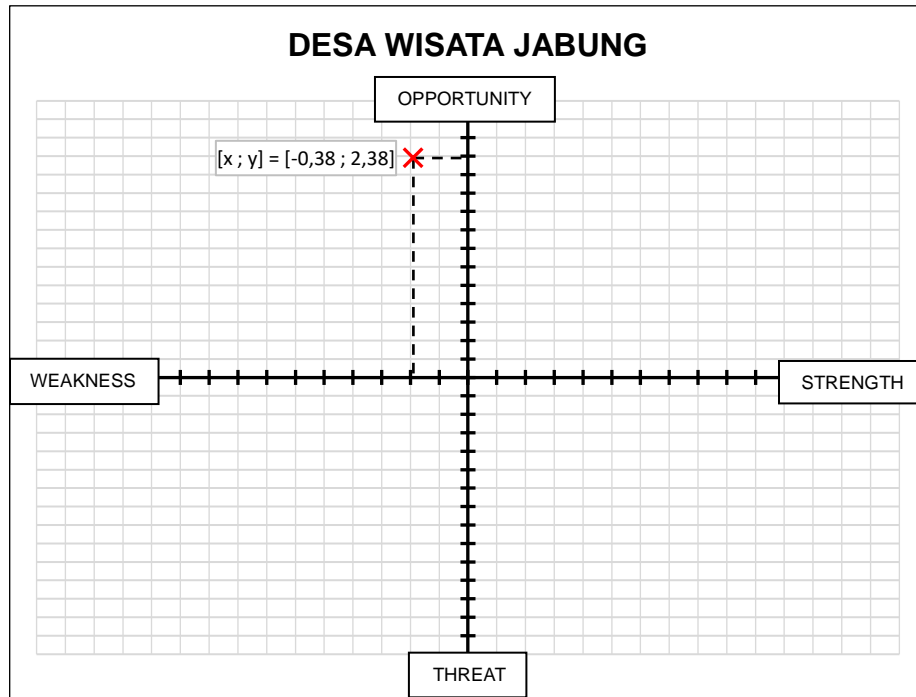 DESA WISATA JABUNG
OPPORTUNITY
[x ; y] = [-0,38 ; 2,38]
WEAKNESS
STRENGTH
THREAT